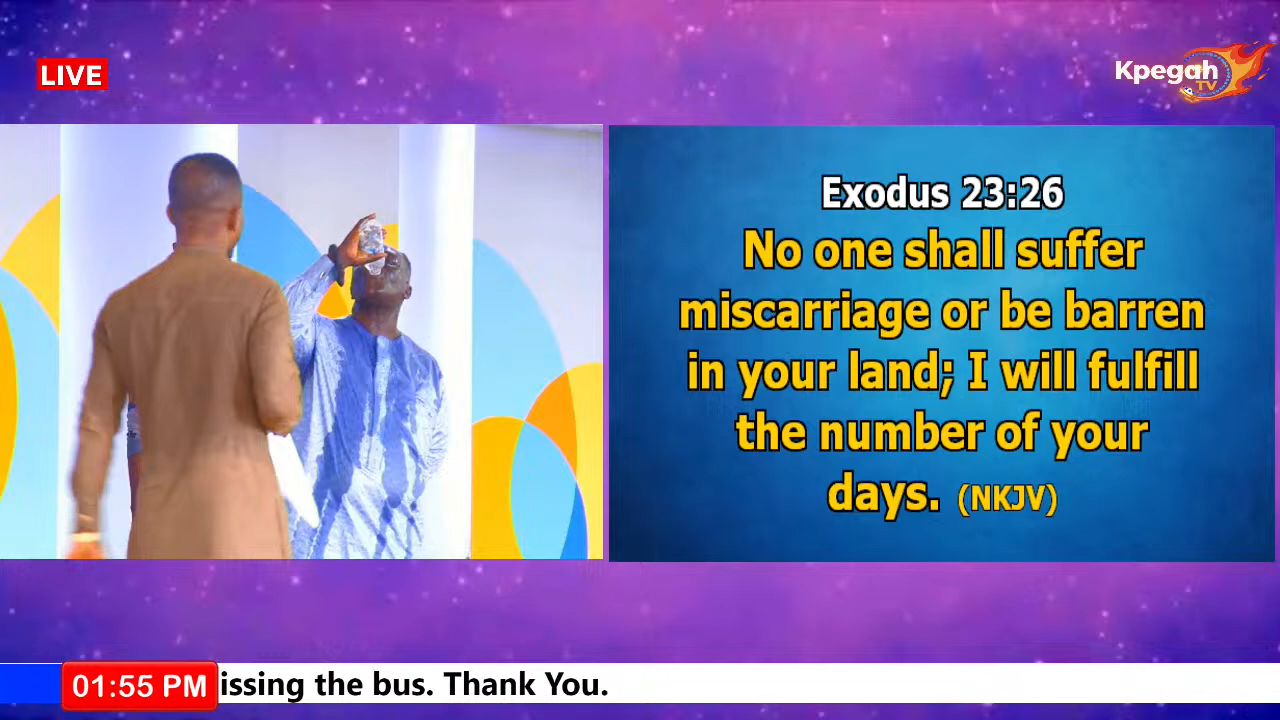 LIVE
Kpegah
TV
Exodus 23:26
No one shall suffer
miscarriage or be barren
in your land; I will fulfill
the number of your
days. (NKJV)
01:55 PM issing the bus. Thank You.